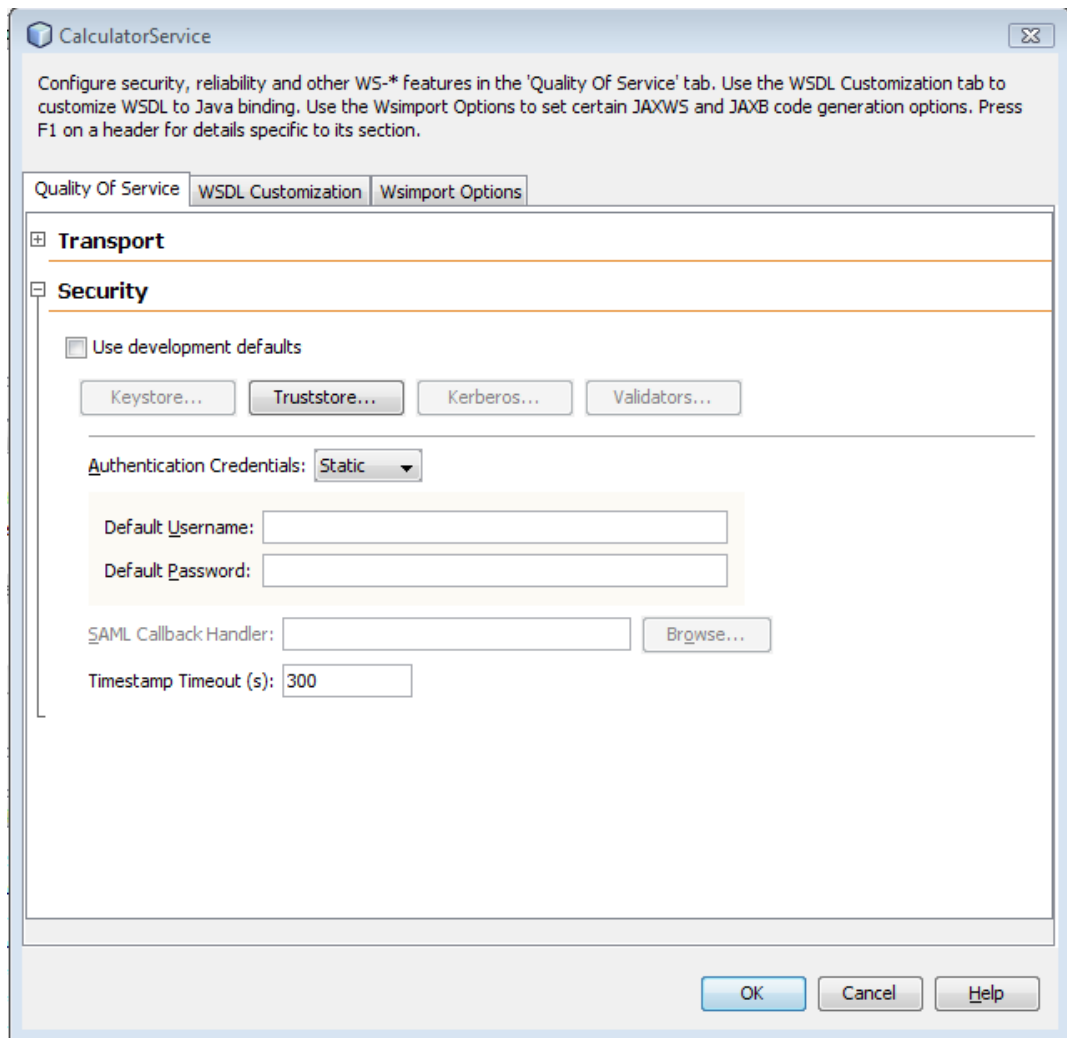 CalculatorService
Configure security, reliability and other WS-* features in the 'Quality Of Service' tab. Use the WSDL Customization tab to
customize WSDL to Java binding. Use the Wsimport Options to set certain JAXWS and JAXB code generation options. Press
F1 on a header for details specific to its section.
Quality Of Service WSDL Customization Wsimport Options
Transport
Security
Use development defaults
Keystore... Truststore... Kerberos... Validators...
Authentication Credentials: Static
Default Username:
Default Password:
SAML Callback Handler: Browse...
Timestamp Timeout (s): 300
OK Cancel Help